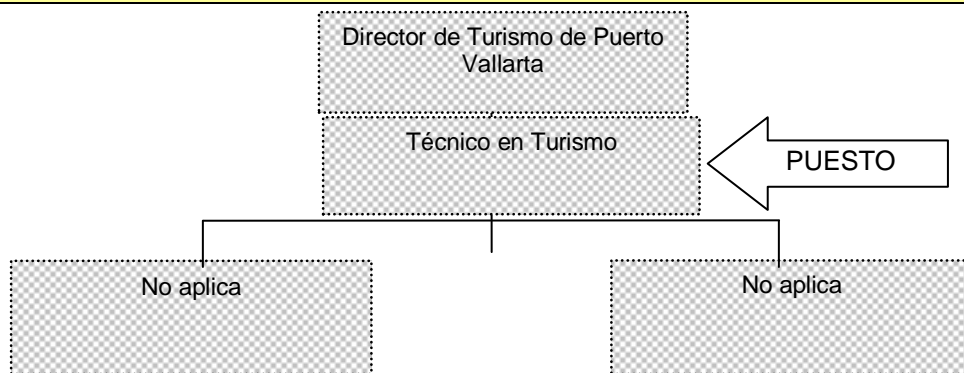 Director de Turismo de Puerto
Vallarta
Técnico en Turismo
PUESTO
No aplica
No aplica